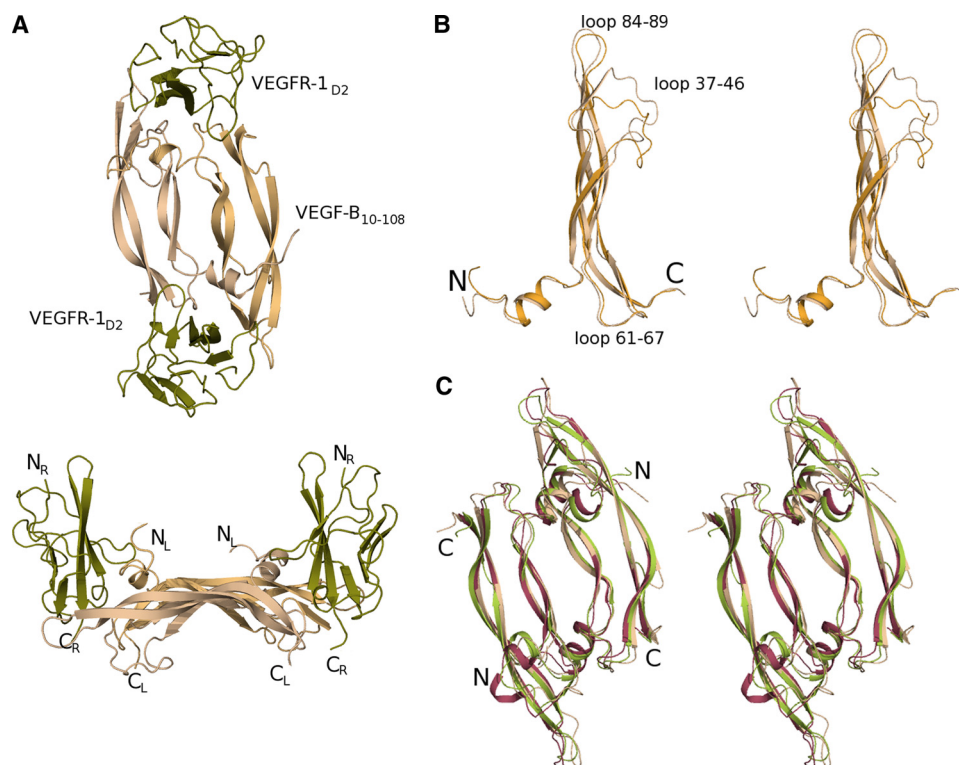 A
VEGFR-1D2
VEGF-B10-108
VEGFR-1D2
NR
NR
NL
NL
CR
CL
CL
CR
B
loop 84-89
loop 37-46
N
C
loop 61-67
C
N
C
N
C